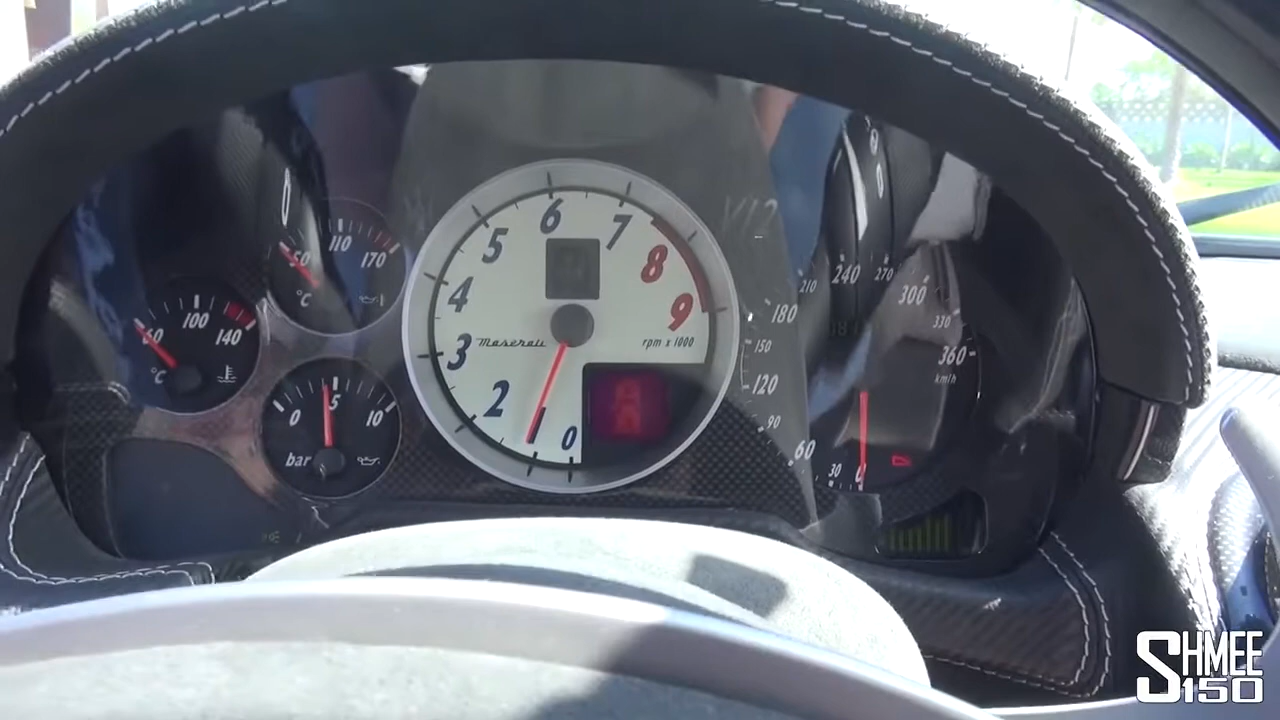 50 110 170
°C
60 100 140
°C
0 5 10
bar
0 2 3 4 5 6 7 8 9
Maserati
rpm x 1000
V12
0 30 60 90 120 150 180 210 240 270 300 330 360
km/h
SHMEE
150